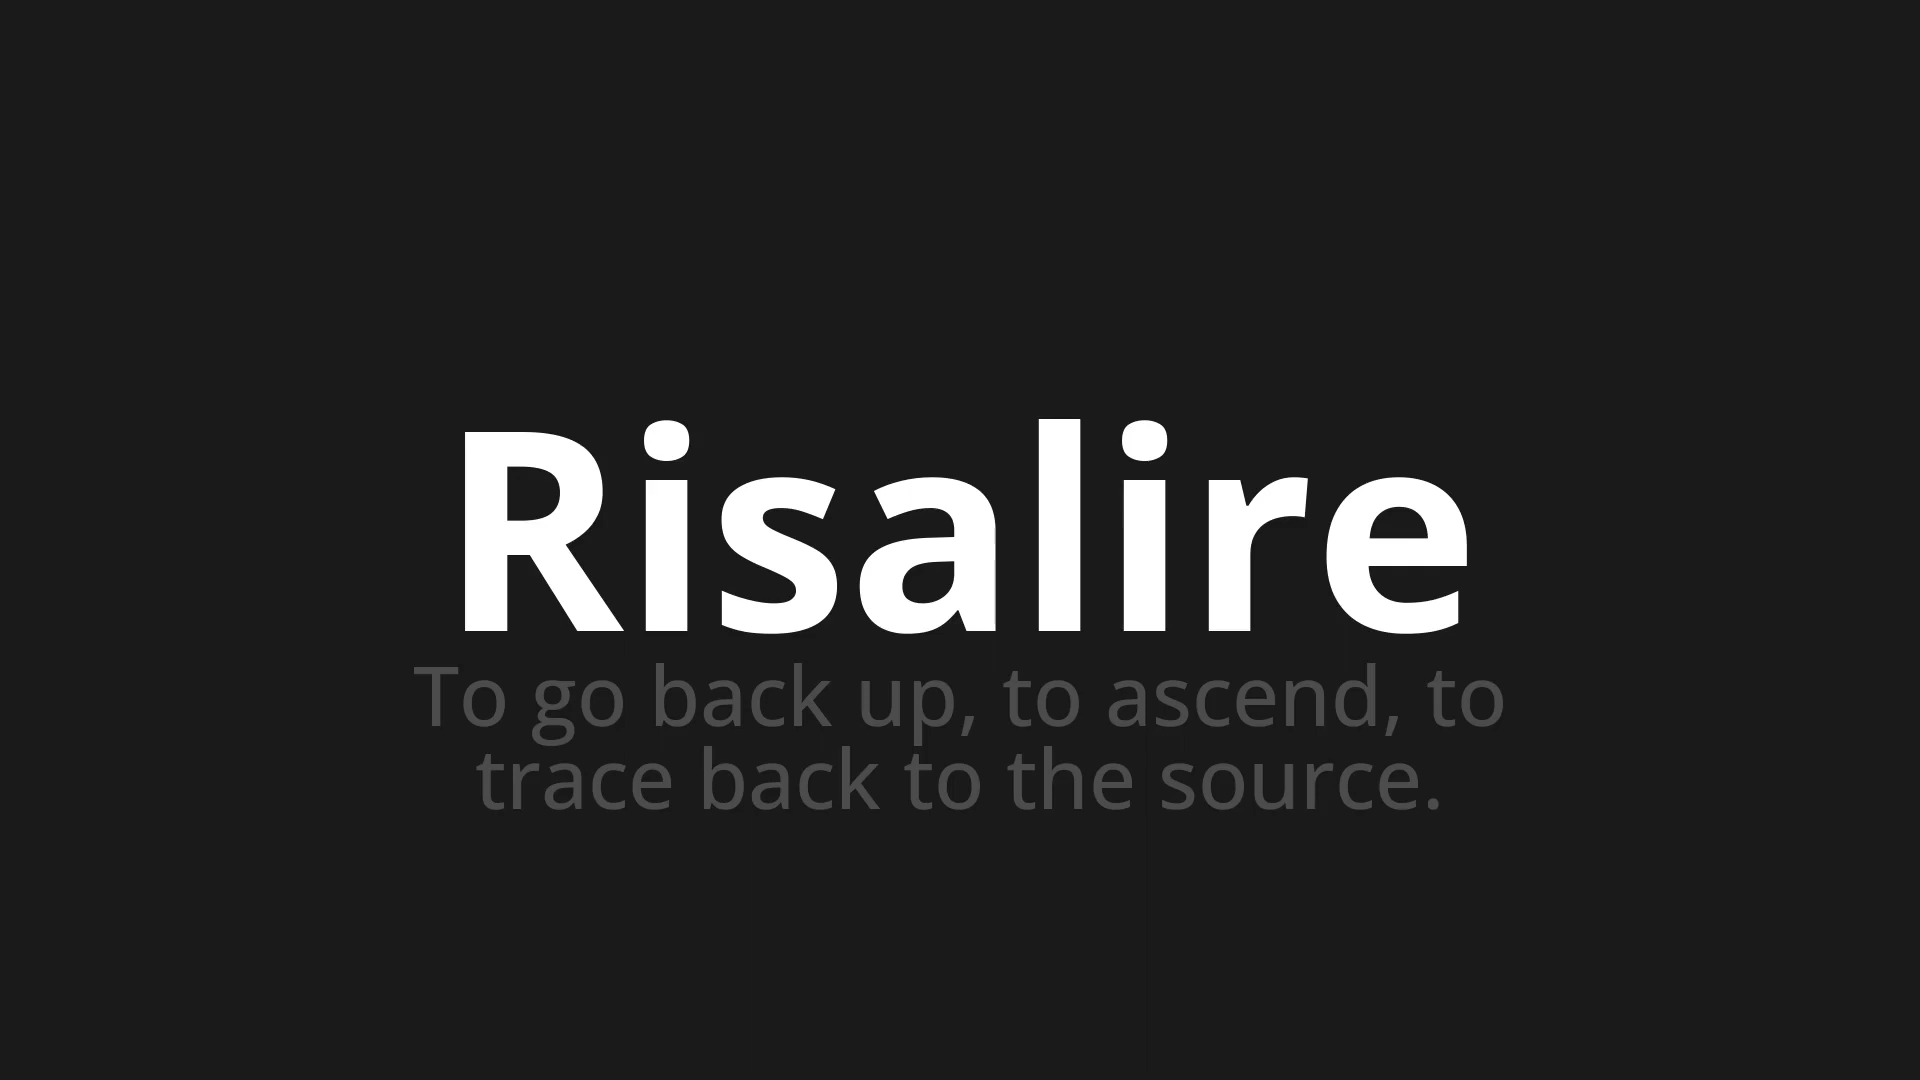 Risalire
To go back up, to ascend, to
trace back to the source.